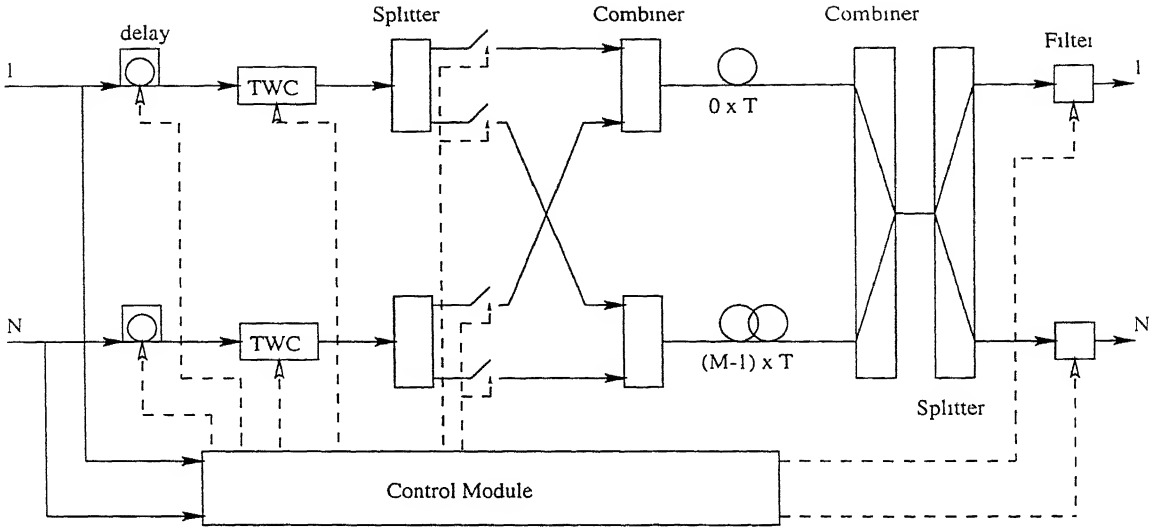 Splitter
Combiner
Combiner
delay
Filter
1
TWC
0 x T
1
N
TWC
(M-1) x T
N
Splitter
Control Module